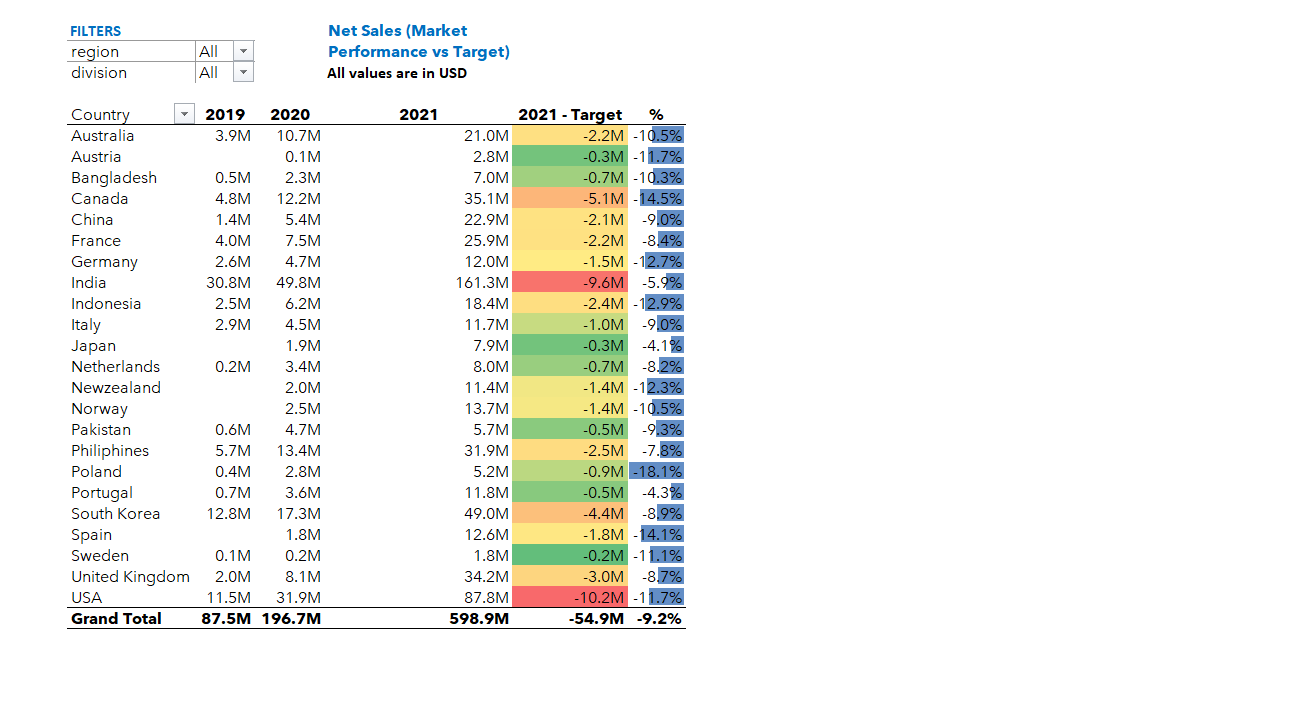 FILTERS
Net Sales (Market
region All
Performance vs Target)
division All
All values are in USD
Country 2019 2020 2021 2021 - Target %
Australia 3.9M 10.7M 21.0M -2.2M -10.5%
Austria 0.1M 2.8M -0.3M -11.7%
Bangladesh 0.5M 2.3M 7.0M -0.7M -10.3%
Canada 4.8M 12.2M 35.1M -5.1M -14.5%
China 1.4M 5.4M 22.9M -2.1M -9.0%
France 4.0M 7.5M 25.9M -2.2M -8.4%
Germany 2.6M 4.7M 12.0M -1.5M -12.7%
India 30.8M 49.8M 161.3M -9.6M -5.9%
Indonesia 2.5M 6.2M 18.4M -2.4M -12.9%
Italy 2.9M 4.5M 11.7M -1.0M -9.0%
Japan 1.9M 7.9M -0.3M -4.1%
Netherlands 0.2M 3.4M 8.0M -0.7M -8.2%
Newzealand 2.0M 11.4M -1.4M -12.3%
Norway 2.5M 13.7M -1.4M -10.5%
Pakistan 0.6M 4.7M 5.7M -0.5M -9.3%
Philiphines 5.7M 13.4M 31.9M -2.5M -7.8%
Poland 0.4M 2.8M 5.2M -0.9M -18.1%
Portugal 0.7M 3.6M 11.8M -0.5M -4.3%
South Korea 12.8M 17.3M 49.0M -4.4M -8.9%
Spain 1.8M 12.6M -1.8M -14.1%
Sweden 0.1M 0.2M 1.8M -0.2M -11.1%
United Kingdom 2.0M 8.1M 34.2M -3.0M -8.7%
USA 11.5M 31.9M 87.8M -10.2M -11.7%
Grand Total 87.5M 196.7M 598.9M -54.9M -9.2%